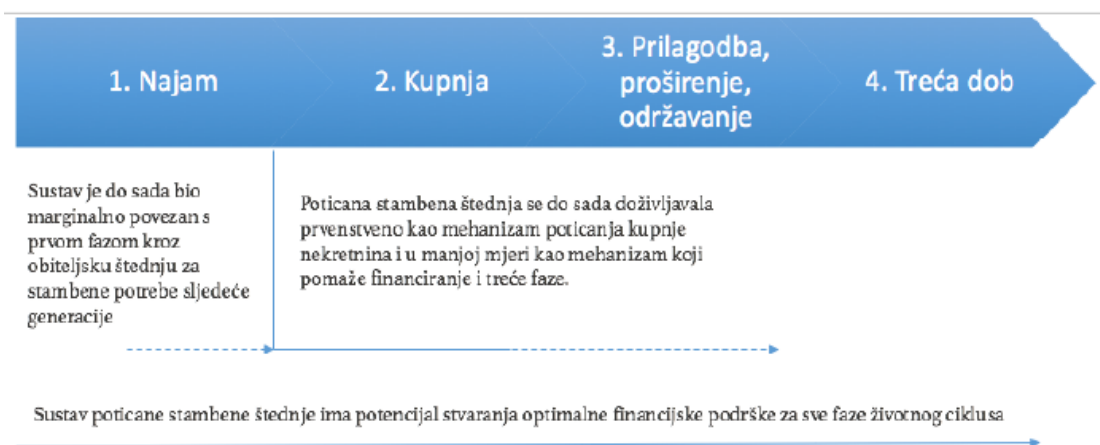 1. Najam
2. Kupnja
3. Prilagodba,
proširenje,
održavanje
4. Treća dob
Sustav je do sada bio
marginalno povezan s
prvom fazom kroz
obiteljsku štednju za
stambene potrebe sljedeće
generacije
Poticana stambena štednja se do sada doživljavala
prvenstveno kao mehanizam poticanja kupnje
nekretnina i u manjoj mjeri kao mehanizam koji
pomaže financiranje i treće faze.
Sustav poticane stambene štednje ima potencijal stvaranja optimalne financijske podrške za sve faze životnog ciklusa